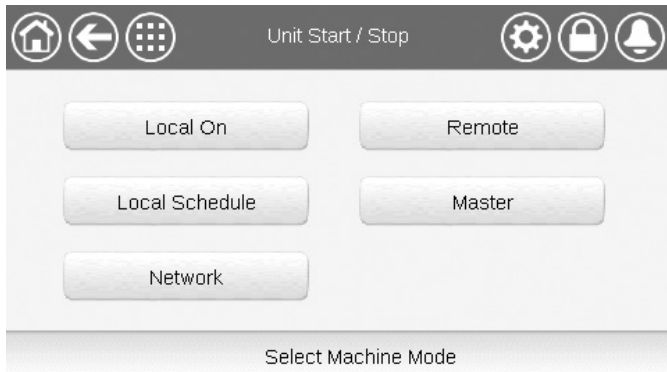 Unit Start / Stop
Local On
Remote
Local Schedule
Master
Network
Select Machine Mode